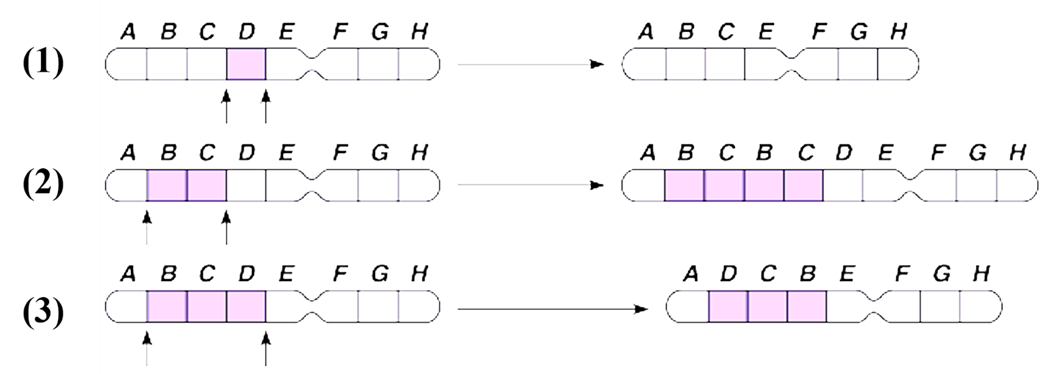 A B C D E F G H A B C E F G H
(1)
A B C D E F G H A B C B C D E F G H
(2)
A B C D E F G H A D C B E F G H
(3)